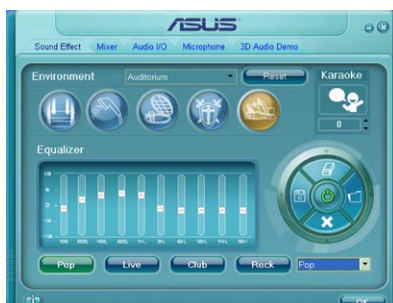 ASUS
Sound Effect Mixer Audio I/O Microphone 3D Audio Demo
Environment Auditorium Reset Karaoke
0
Equalizer
Pop Live Club Rock Pop
OK